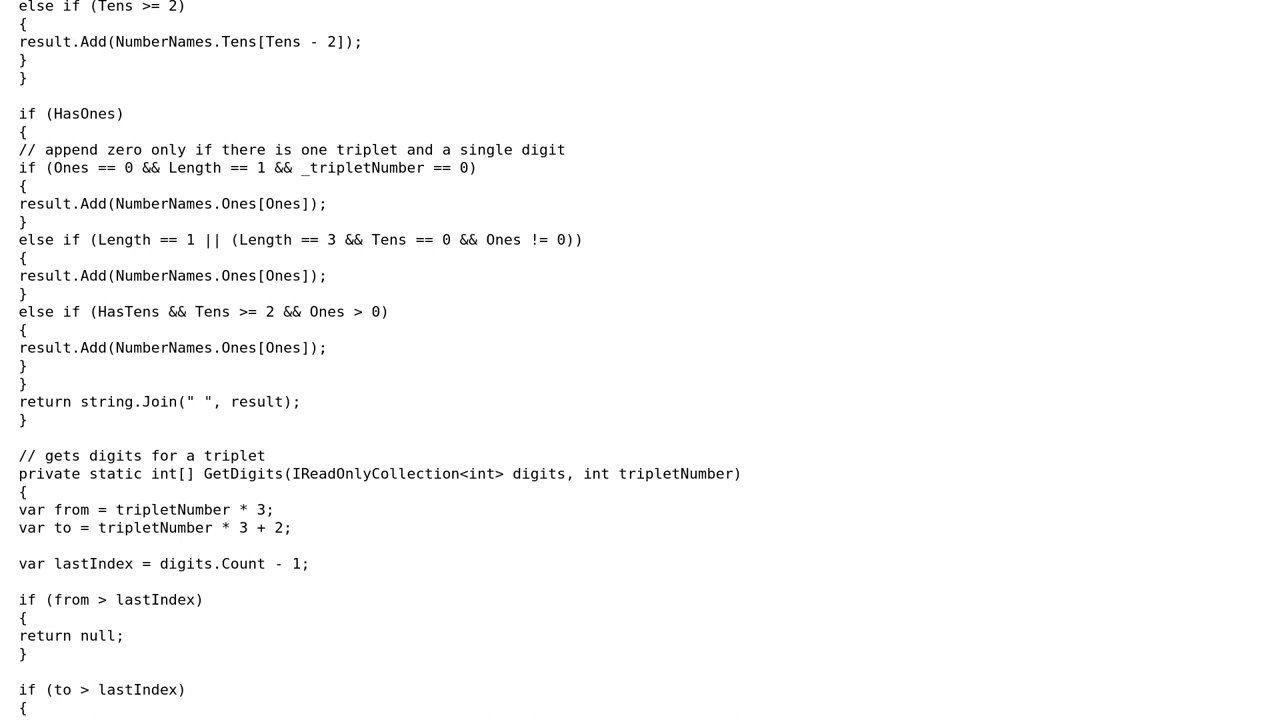 else if (Tens >= 2)
{
result.Add(NumberNames.Tens[Tens - 2]);
}
}

if (HasOnes)
{
// append zero only if there is one triplet and a single digit
if (Ones == 0 && Length == 1 && _tripletNumber == 0)
{
result.Add(NumberNames.Ones[Ones]);
}
else if (Length == 1 || (Length == 3 && Tens == 0 && Ones != 0))
{
result.Add(NumberNames.Ones[Ones]);
}
else if (HasTens && Tens >= 2 && Ones > 0)
{
result.Add(NumberNames.Ones[Ones]);
}
}
return string.Join(" ", result);
}

// gets digits for a triplet
private static int[] GetDigits(IReadOnlyCollection<int> digits, int tripletNumber)
{
var from = tripletNumber * 3;
var to = tripletNumber * 3 + 2;

var lastIndex = digits.Count - 1;

if (from > lastIndex)
{
return null;
}

if (to > lastIndex)
{